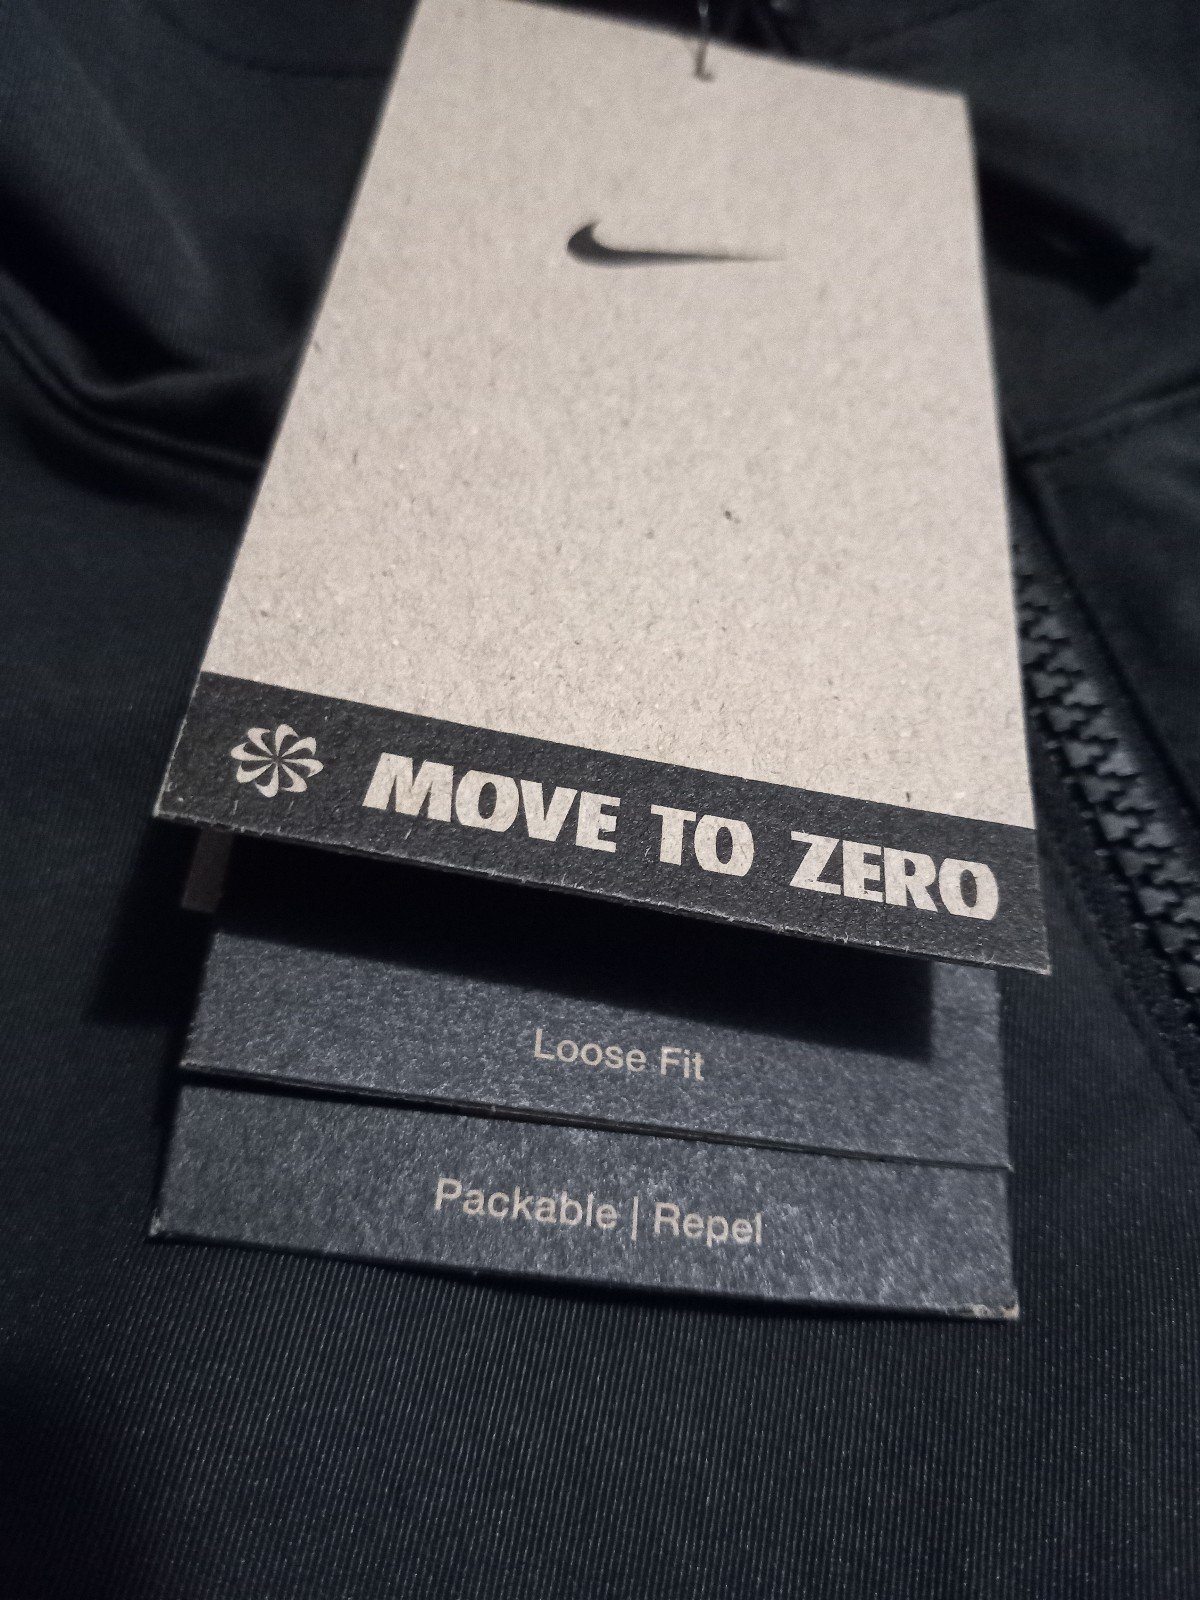 MOVE TO ZERO
Loose Fit
Packable | Repel